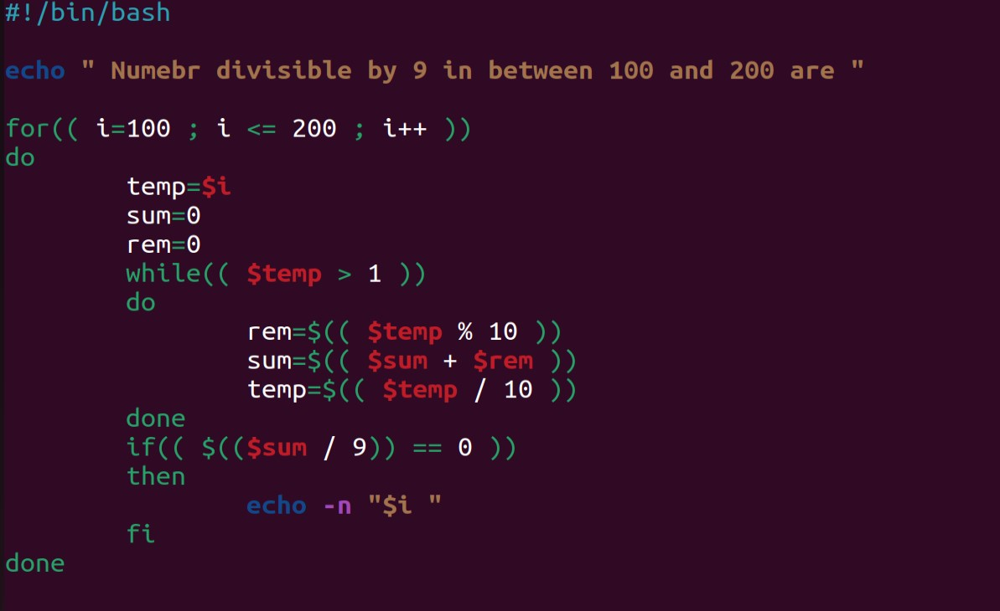 #!/bin/bash
echo " Numebr divisible by 9 in between 100 and 200 are "
for(( i=100 ; i <= 200 ; i++ ))
do
temp=$i
sum=0
rem=0
while(( $temp > 1 ))
do
rem=$(( $temp % 10 ))
sum=$(( $sum + $rem ))
temp=$(( $temp / 10 ))
done
if(( $(($sum / 9)) == 0 ))
then
echo -n "$i "
fi
done